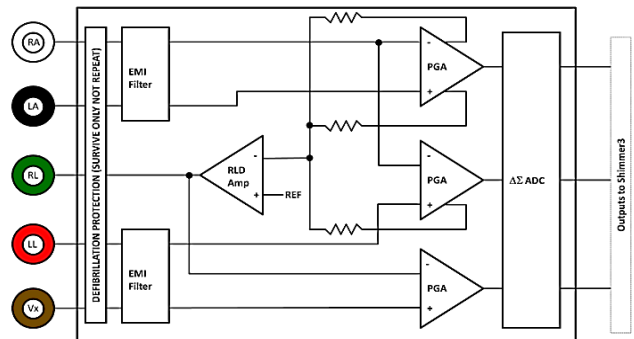 RA
LA
RL
LL
Vx
DEFIBRILLATION PROTECTION (SURVIVE ONLY NOT REPEAT)
EMI
Filter
EMI
Filter
RLD
Amp
-
+
REF
-
PGA
+
-
PGA
+
-
PGA
+
ΔΣ ADC
Outputs to Shimmer3